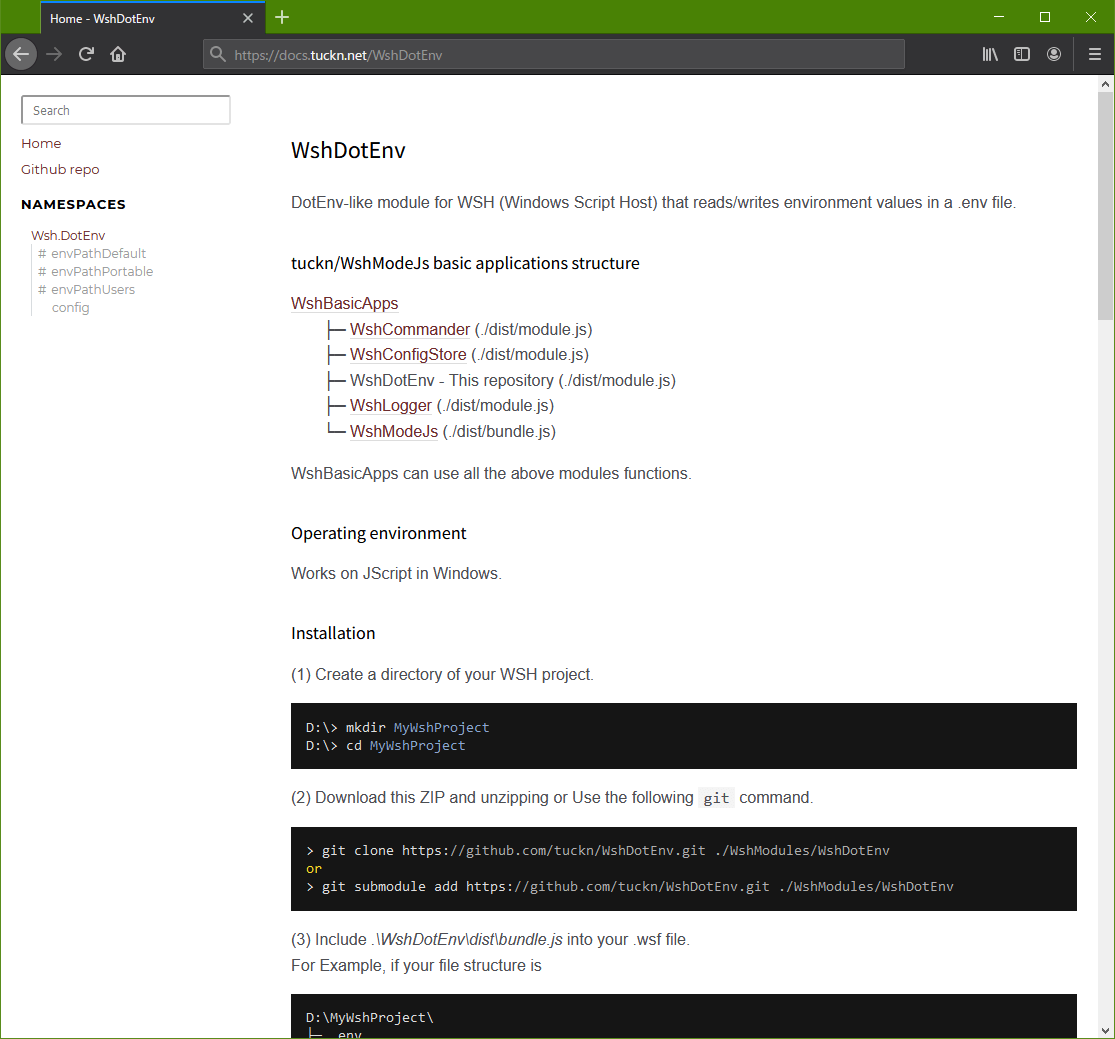 Home - WshDotEnv
https://docs.tuckn.net/WshDotEnv
Search
Home
Github repo
NAMESPACES
Wsh.DotEnv
# envPathDefault
# envPathPortable
# envPathUsers
config
WshDotEnv
DotEnv-like module for WSH (Windows Script Host) that reads/writes environment values in a .env file.
tuckn/WshModeJs basic applications structure
WshBasicApps
├─ WshCommander (./dist/module.js)
├─ WshConfigStore (./dist/module.js)
├─ WshDotEnv - This repository (./dist/module.js)
├─ WshLogger (./dist/module.js)
└─ WshModeJs (./dist/bundle.js)
WshBasicApps can use all the above modules functions.
Operating environment
Works on JScript in Windows.
Installation
(1) Create a directory of your WSH project.
D:\> mkdir MyWshProject
D:\> cd MyWshProject
(2) Download this ZIP and unzipping or Use the following git command.
> git clone https://github.com/tuckn/WshDotEnv.git ./WshModules/WshDotEnv
or
> git submodule add https://github.com/tuckn/WshDotEnv.git ./WshModules/WshDotEnv
(3) Include .\WshDotEnv\dist\bundle.js into your .wsf file.
For Example, if your file structure is
D:\MyWshProject\
├─ .env